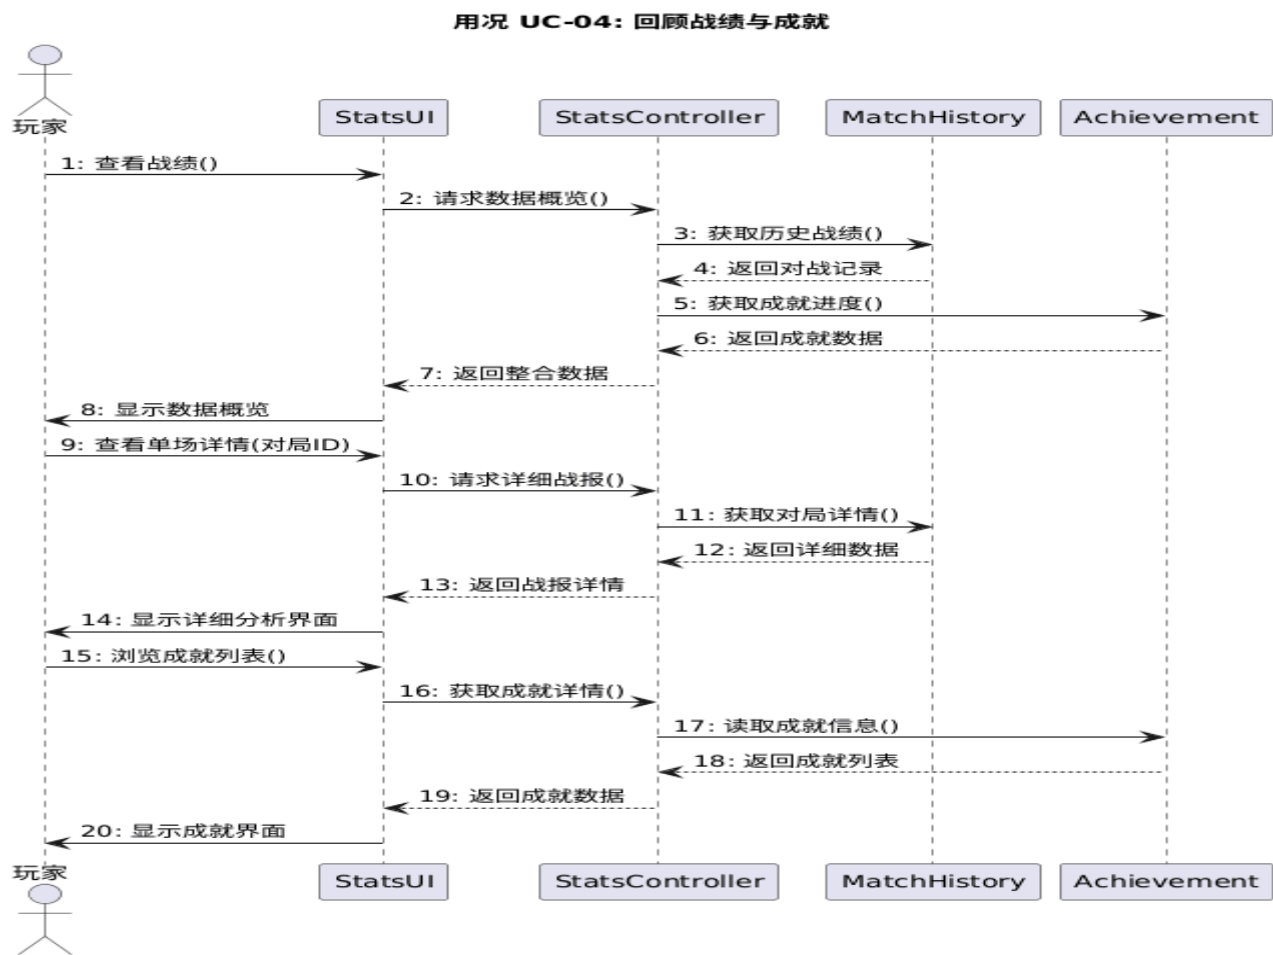 用况 UC-04: 回顾战绩与成就
玩家
StatsUI
StatsController
MatchHistory
Achievement
1: 查看战绩()
2: 请求数据概览()
3: 获取历史战绩()
4: 返回对战记录
5: 获取成就进度()
6: 返回成就数据
7: 返回整合数据
8: 显示数据概览
9: 查看单场详情(对局ID)
10: 请求详细战报()
11: 获取对局详情()
12: 返回详细数据
13: 返回战报详情
14: 显示详细分析界面
15: 浏览成就列表()
16: 获取成就详情()
17: 读取成就信息()
18: 返回成就列表
19: 返回成就数据
20: 显示成就界面
玩家
StatsUI
StatsController
MatchHistory
Achievement